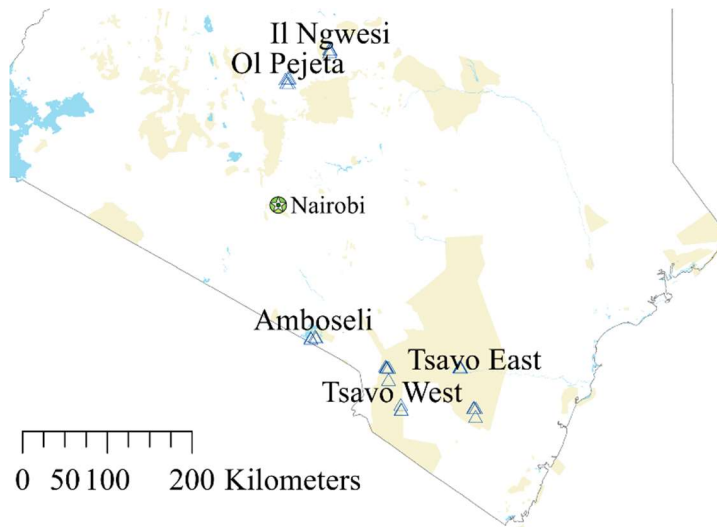 Il Ngwesi
Ol Pejeta
Nairobi
Amboseli
Tsavo East
Tsavo West
0 50 100 200 Kilometers